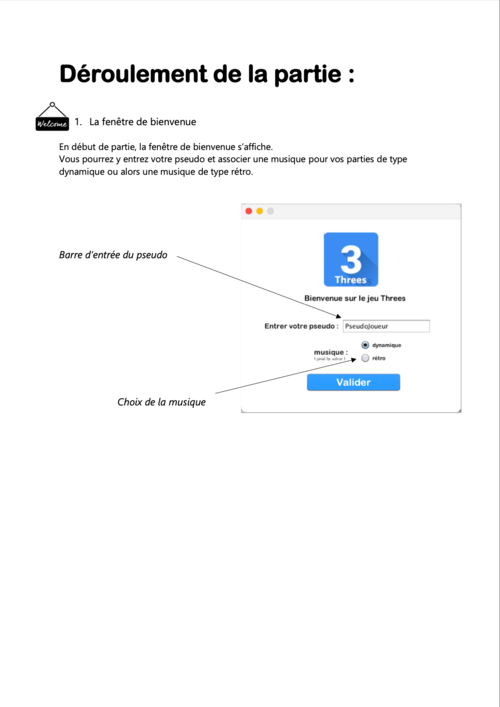 Déroulement de la partie :
Welcome
1. La fenêtre de bienvenue
En début de partie, la fenêtre de bienvenue s'affiche.
Vous pourrez y entrez votre pseudo et associer une musique pour vos parties de type
dynamique ou alors une musique de type rétro.
Barre d'entrée du pseudo
3
Threes
Bienvenue sur le jeu Threes
Entrer votre pseudo : PseudoJoueur
dynamique
musique :
rétro
Valider
Choix de la musique